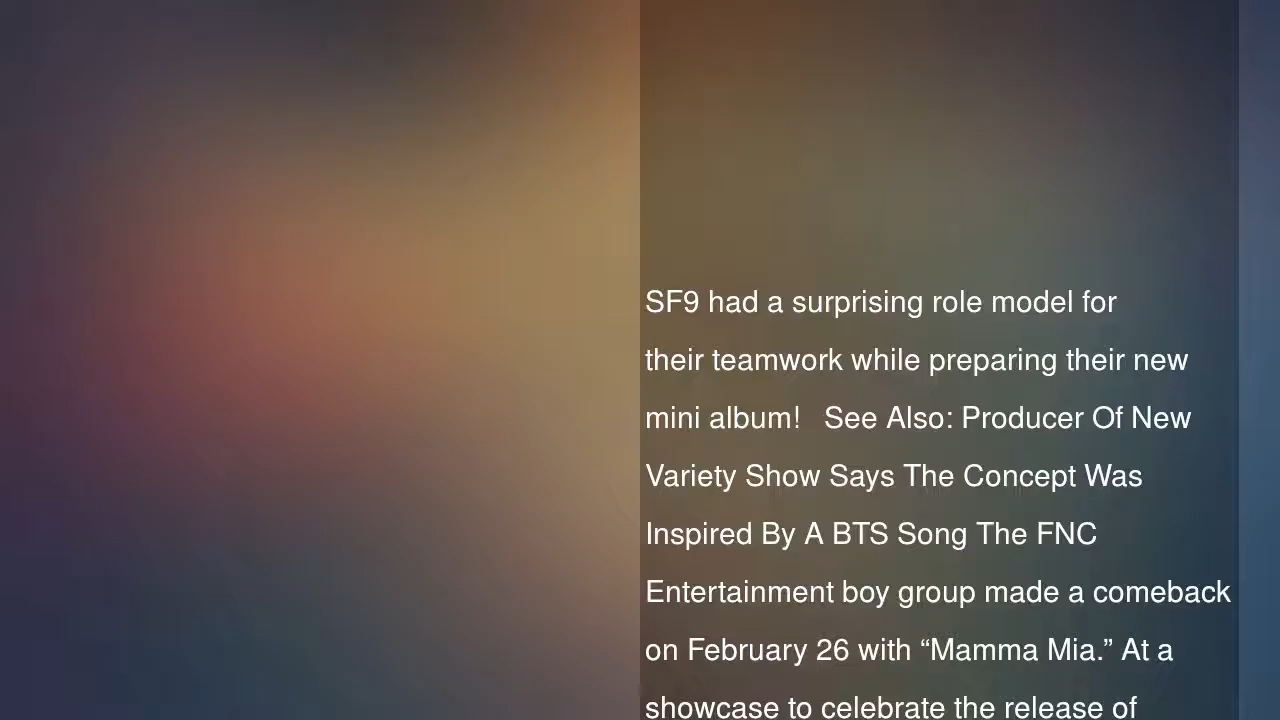 SF9 had a surprising role model for
their teamwork while preparing their new
mini album!   See Also: Producer Of New
Variety Show Says The Concept Was
Inspired By A BTS Song The FNC
Entertainment boy group made a comeback
on February 26 with “Mamma Mia.” At a
showcase to celebrate the release of